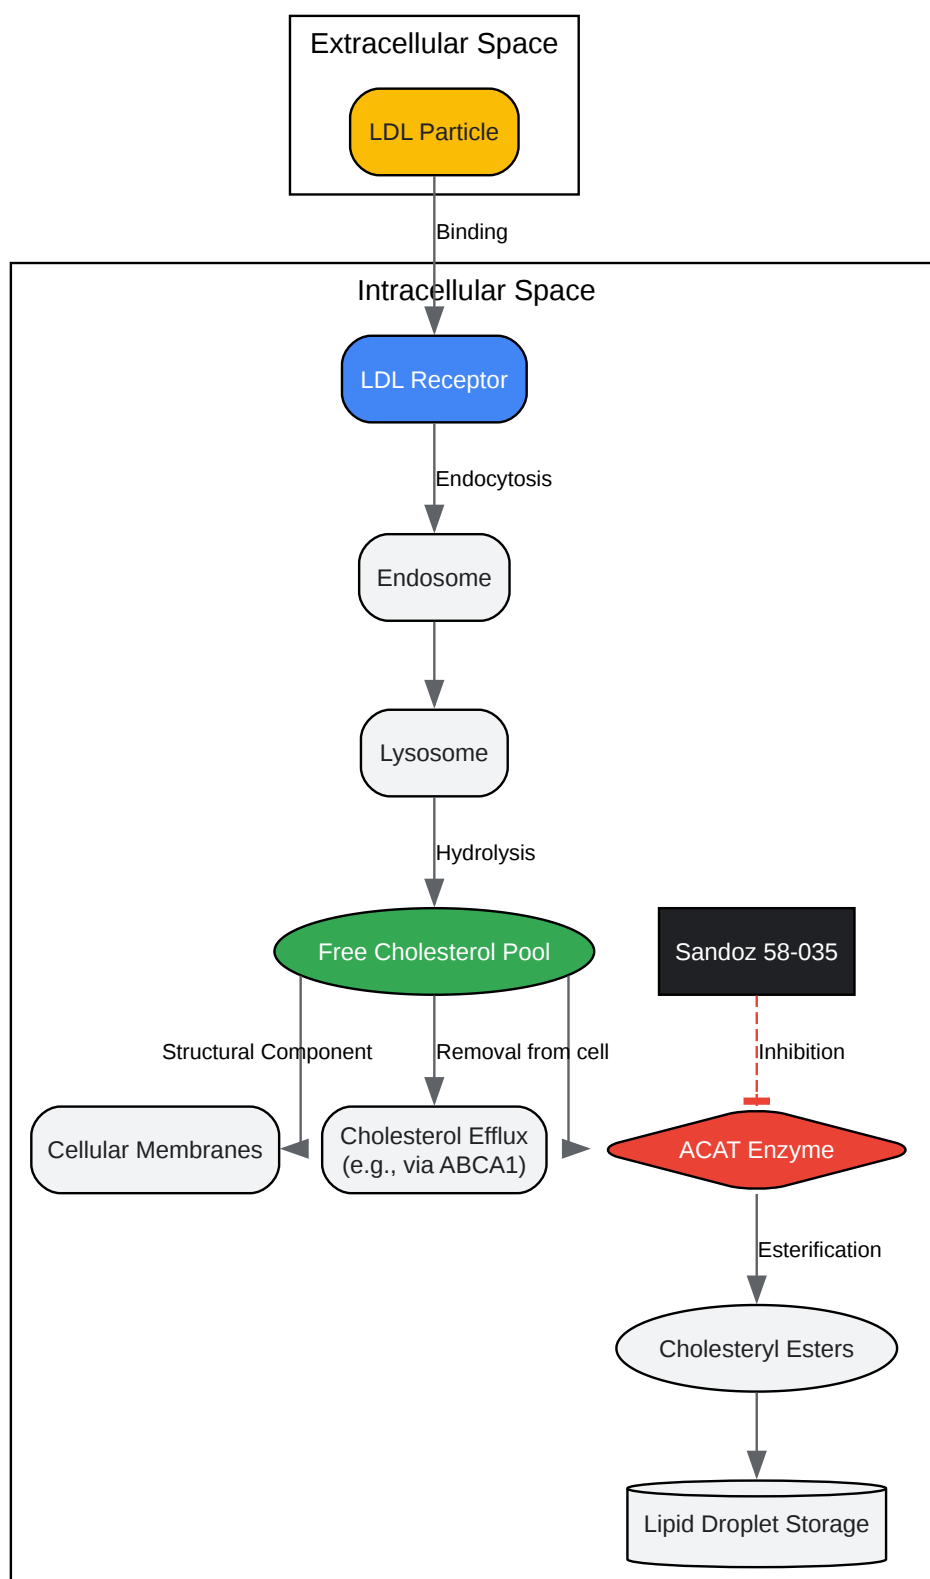 Extracellular Space
LDL Particle
Binding
Intracellular Space
LDL Receptor
Endocytosis
Endosome
Lysosome
Hydrolysis
Free Cholesterol Pool
Sandoz 58-035
Structural Component
Removal from cell
Inhibition
Cellular Membranes
Cholesterol Efflux
(e.g., via ABCA1)
ACAT Enzyme
Esterification
Cholesteryl Esters
Lipid Droplet Storage